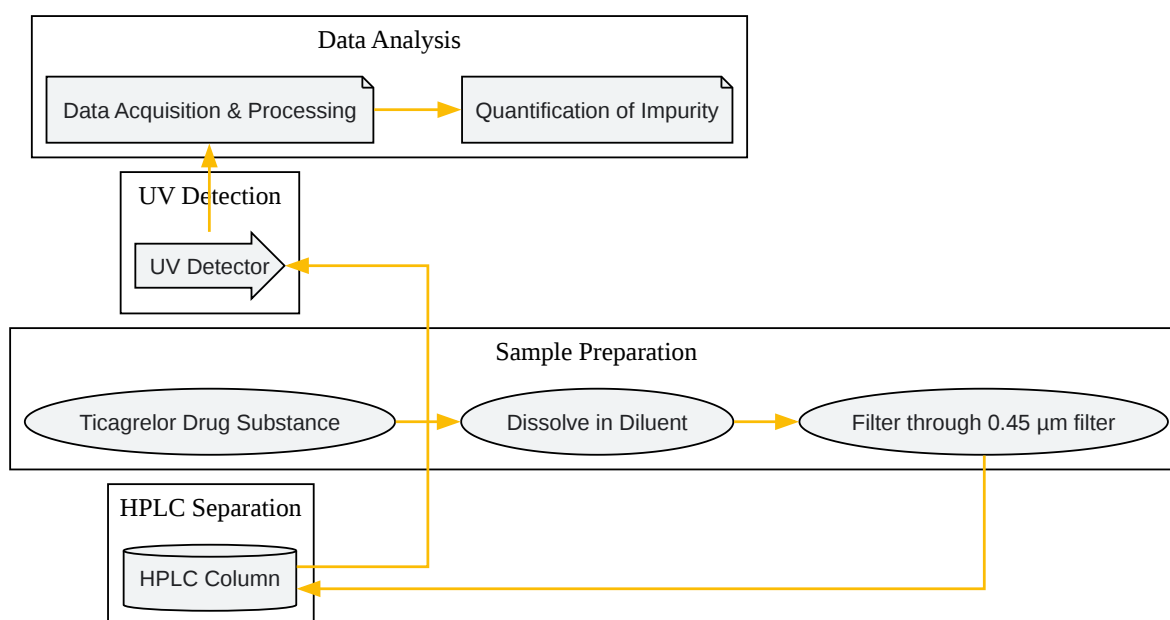 Data Analysis
Data Acquisition & Processing
Quantification of Impurity
UV Detection
UV Detector
Sample Preparation
Ticagrelor Drug Substance
Dissolve in Diluent
Filter through 0.45 µm filter
HPLC Separation
HPLC Column